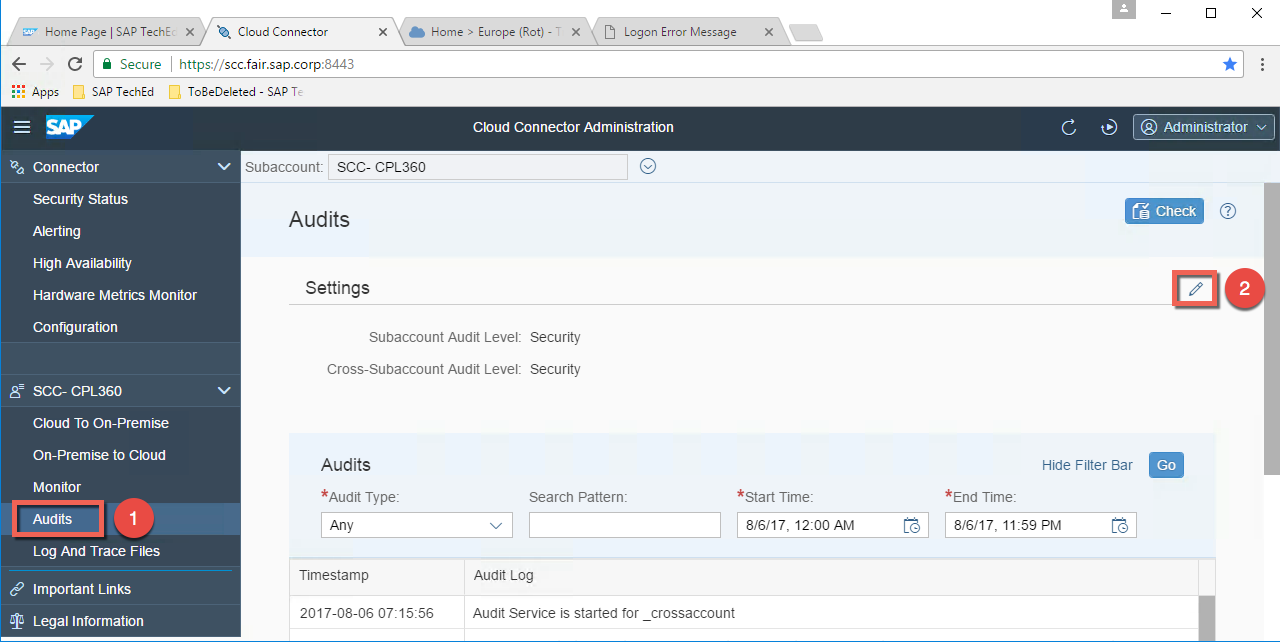 Home Page | SAP TechEd
Cloud Connector
Home > Europe (Rot) - T
Logon Error Message
Secure
https://scc.fair.sap.corp:8443
Apps
SAP TechEd
ToBeDeleted - SAP Te
SAP
Cloud Connector Administration
Administrator
Connector
Security Status
Alerting
High Availability
Hardware Metrics Monitor
Configuration
SCC- CPL360
Cloud To On-Premise
On-Premise to Cloud
Monitor
Audits
1
Log And Trace Files
Important Links
Legal Information
Subaccount: SCC- CPL360
Audits
Check
Settings
2
Subaccount Audit Level: Security
Cross-Subaccount Audit Level: Security
Audits
Hide Filter Bar
Go
*Audit Type: Search Pattern: *Start Time: *End Time:
Any 8/6/17, 12:00 AM 8/6/17, 11:59 PM
Timestamp Audit Log
2017-08-06 07:15:56 Audit Service is started for _crossaccount